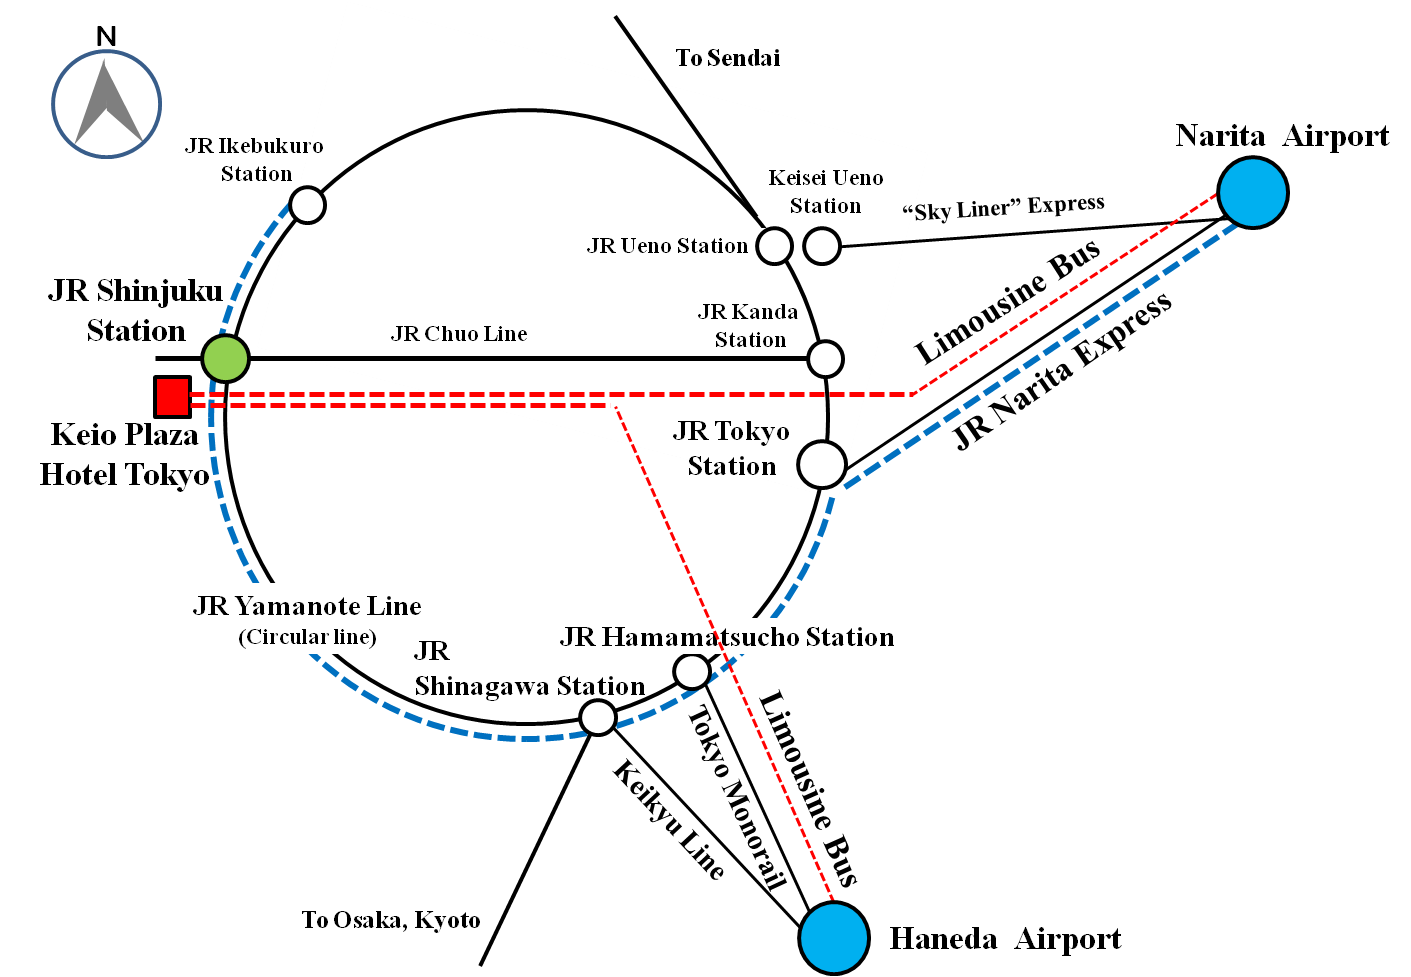 N
To Sendai
Narita Airport
JR Ikebukuro
Station
Keisei Ueno
Station
“Sky Liner” Express
JR Ueno Station
Limousine Bus
JR Narita Express
JR Shinjuku
Station
JR Chuo Line
JR Kanda
Station
Keio Plaza
Hotel Tokyo
JR Tokyo
Station
JR Yamanote Line
(Circular line)
JR Hamamatsucho Station
JR
Shinagawa Station
Keikyu Line
Tokyo Monorail
Limousine Bus
To Osaka, Kyoto
Haneda Airport